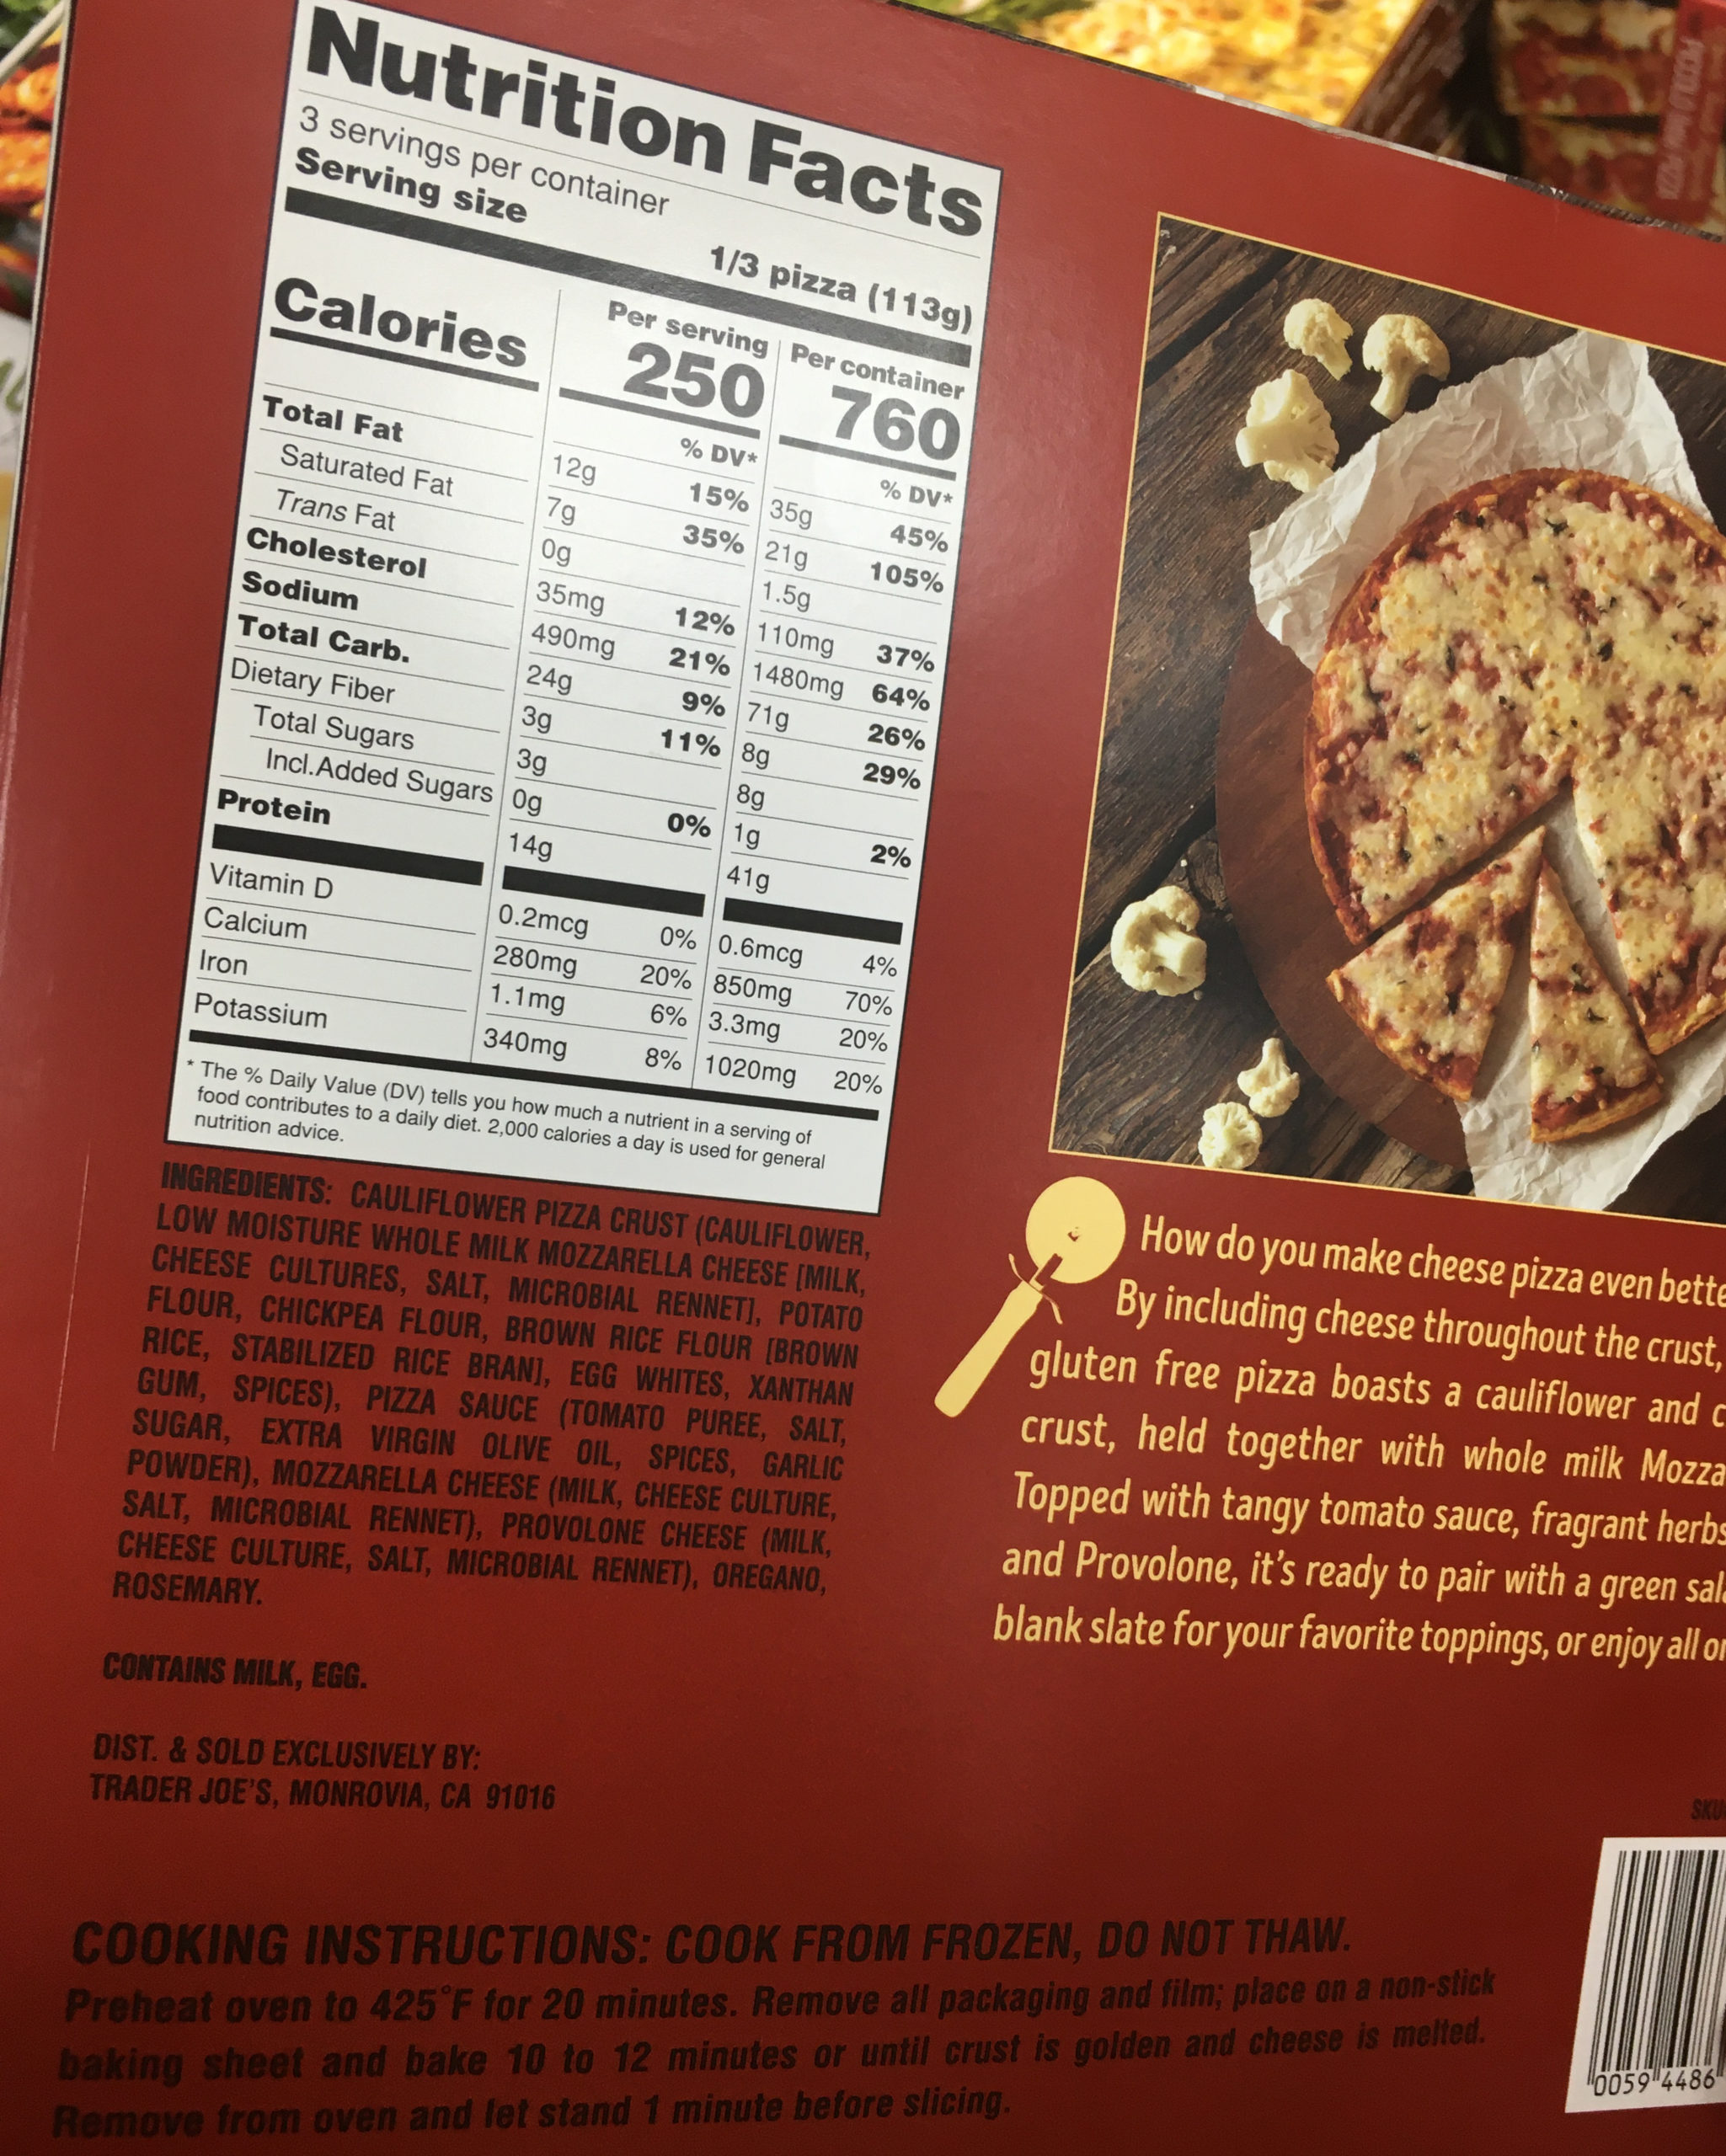 Nutrition Facts
3 servings per container
Serving size 1/3 pizza (113g)
Per serving Per container
Calories 250 760
% DV* % DV*
Total Fat 12g 15% 35g 45%
Saturated Fat 7g 35% 21g 105%
Trans Fat 0g 1.5g
Cholesterol 35mg 12% 110mg 37%
Sodium 490mg 21% 1480mg 64%
Total Carb. 24g 9% 71g 26%
Dietary Fiber 3g 11% 8g 29%
Total Sugars 3g 8g
Incl.Added Sugars 0g 0% 1g 2%
Protein 14g 41g
Vitamin D 0.2mcg 0% 0.6mcg 4%
Calcium 280mg 20% 850mg 70%
Iron 1.1mg 6% 3.3mg 20%
Potassium 340mg 8% 1020mg 20%
* The % Daily Value (DV) tells you how much a nutrient in a serving of
food contributes to a daily diet. 2,000 calories a day is used for general
nutrition advice.
INGREDIENTS: CAULIFLOWER PIZZA CRUST (CAULIFLOWER,
LOW MOISTURE WHOLE MILK MOZZARELLA CHEESE [MILK,
CHEESE CULTURES, SALT, MICROBIAL RENNET], POTATO
FLOUR, CHICKPEA FLOUR, BROWN RICE FLOUR [BROWN
RICE, STABILIZED RICE BRAN], EGG WHITES, XANTHAN
GUM, SPICES), PIZZA SAUCE (TOMATO PUREE, SALT,
SUGAR, EXTRA VIRGIN OLIVE OIL, SPICES, GARLIC
POWDER), MOZZARELLA CHEESE (MILK, CHEESE CULTURE,
SALT, MICROBIAL RENNET), PROVOLONE CHEESE (MILK,
CHEESE CULTURE, SALT, MICROBIAL RENNET), OREGANO,
ROSEMARY.
CONTAINS MILK, EGG.
DIST. & SOLD EXCLUSIVELY BY:
TRADER JOE'S, MONROVIA, CA 91016
How do you make cheese pizza even bette
By including cheese throughout the crust,
gluten free pizza boasts a cauliflower and c
crust, held together with whole milk Mozza
Topped with tangy tomato sauce, fragrant herbs
and Provolone, it's ready to pair with a green sal
blank slate for your favorite toppings, or enjoy all o
SKU
0059 4486
COOKING INSTRUCTIONS: COOK FROM FROZEN, DO NOT THAW.
Preheat oven to 425°F for 20 minutes. Remove all packaging and film; place on a non-stick
baking sheet and bake 10 to 12 minutes or until crust is golden and cheese is melted.
Remove from oven and let stand 1 minute before slicing.